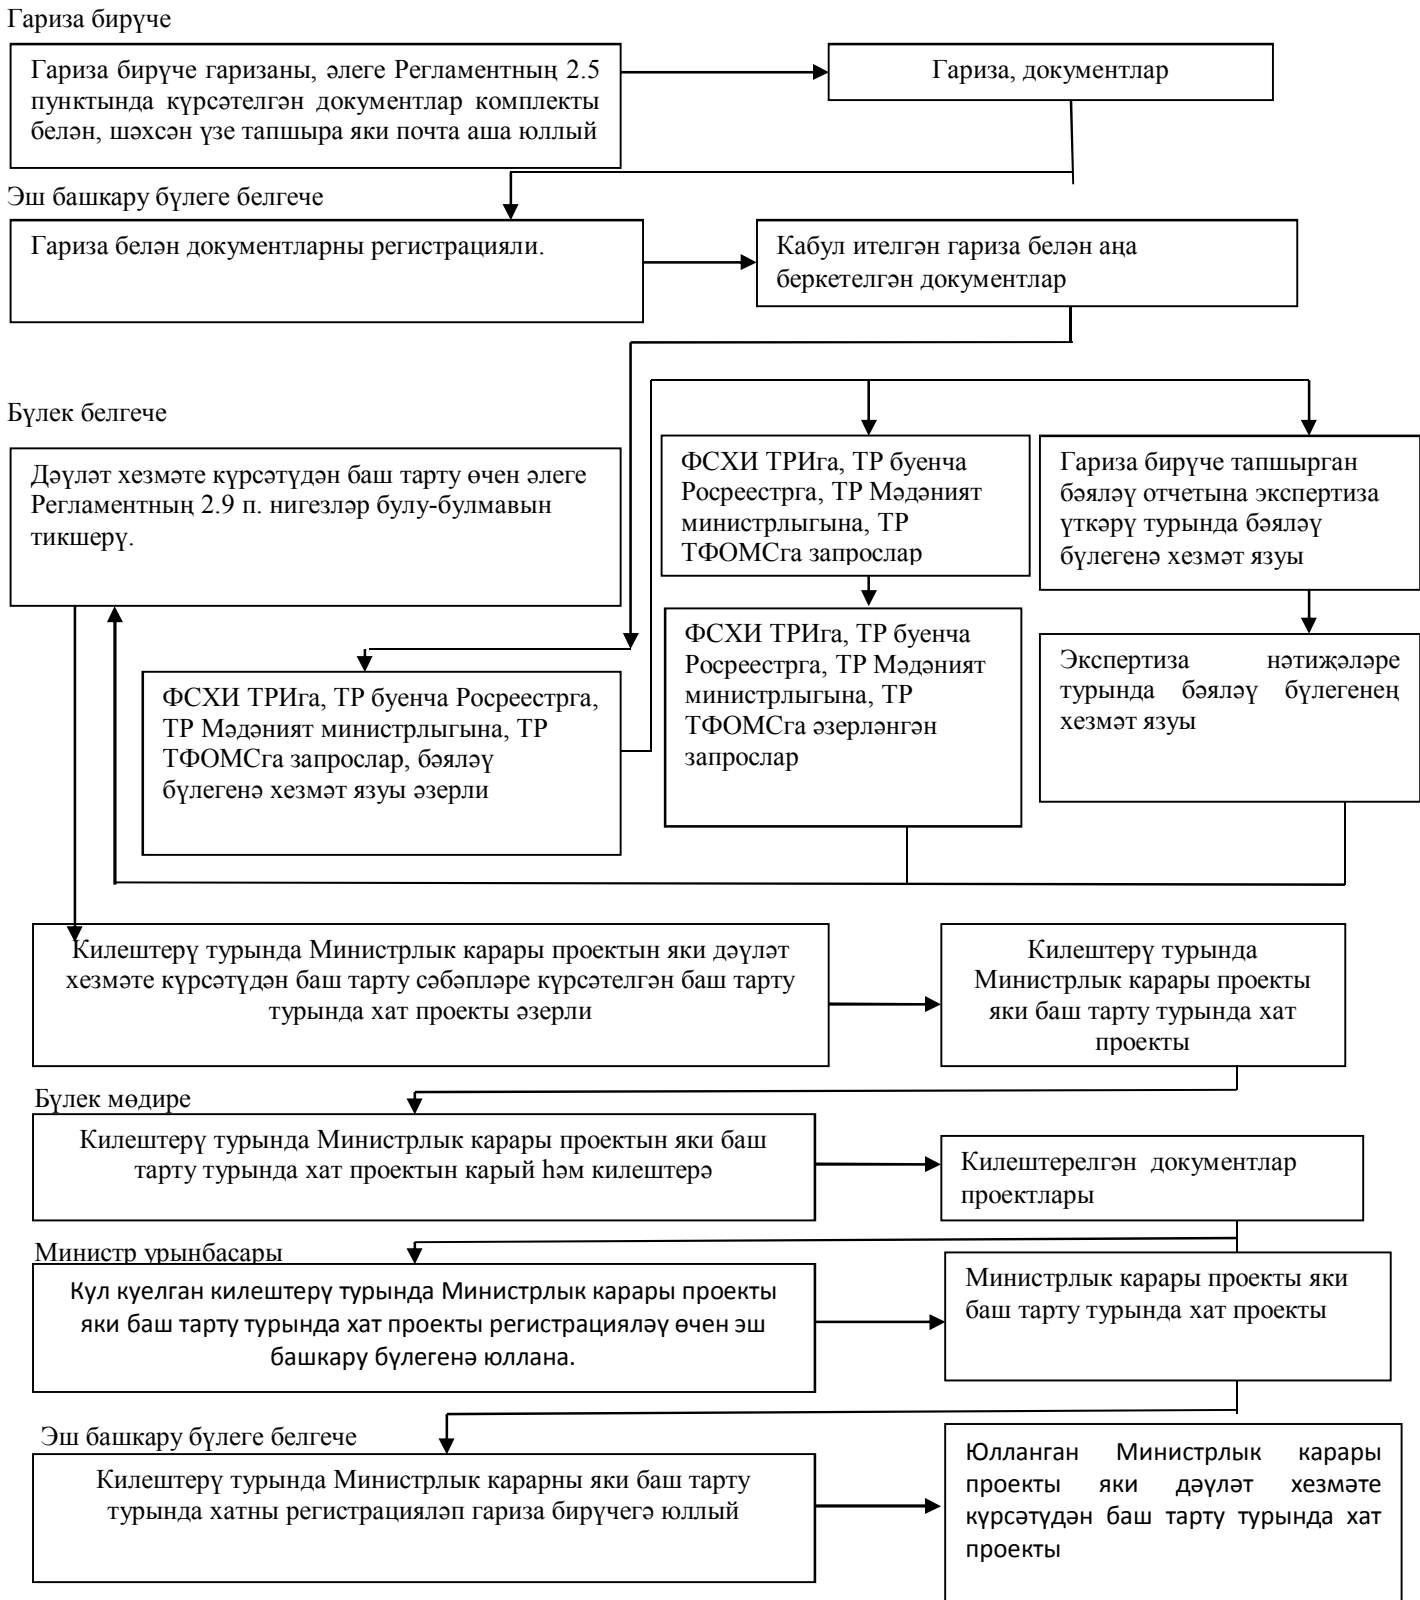 Гариза бирүче
Гариза бирүче гаризаны, әлеге Регламентның 2.5
пунктында күрсәтелгән документлар комплекты
белән, шәхсән үзе тапшыра яки почта аша юллый
Гариза, документлар
Эш башкару бүлеге белгече
Гариза белән документларны регистрацияли.
Кабул ителгән гариза белән аңа
беркетелгән документлар
Бүлек белгече
Дәүләт хезмәте күрсәтүдән баш тарту өчен әлеге
Регламентның 2.9 п. нигезләр булу-булмавын
тикшерү.
ФСХИ ТРИга, ТР буенча
Росреестрга, ТР Мәдәният
министрлыгына, ТР
ТФОМСга запрослар
Гариза бирүче тапшырган
бәяләү отчетына экспертиза
үткәрү турында бәяләү
бүлегенә хезмәт язуы
ФСХИ ТРИга, ТР буенча Росреестрга,
ТР Мәдәният министрлыгына, ТР
ТФОМСга запрослар, бәяләү
бүлегенә хезмәт язуы әзерли
ФСХИ ТРИга, ТР буенча
Росреестрга, ТР Мәдәният
министрлыгына, ТР
ТФОМСга әзерләнгән
запрослар
Экспертиза нәтиҗәләре
турында бәяләү бүлегенең
хезмәт язуы
Килештерү турында Министрлык карары проектын яки дәүләт
хезмәте күрсәтүдән баш тарту сәбәпләре күрсәтелгән баш тарту
турында хат проекты әзерли
Килештерү турында
Министрлык карары проекты
яки баш тарту турында хат
проекты
Бүлек мөдире
Килештерү турында Министрлык карары проектын яки баш
тарту турында хат проектын карый һәм килештерә
Килештерелгән документлар
проектлары
Министр урынбасары
Кул куелган килештерү турында Министрлык карары проекты
яки баш тарту турында хат проекты регистрацияләү өчен эш
башкару бүлегенә юллана.
Министрлык карары проекты яки
баш тарту турында хат проекты
Эш башкару бүлеге белгече
Килештерү турында Министрлык карарны яки баш тарту
турында хатны регистрацияләп гариза бирүчегә юллый
Юлланган Министрлык карары
проекты яки дәүләт хезмәте
күрсәтүдән баш тарту турында хат
проекты